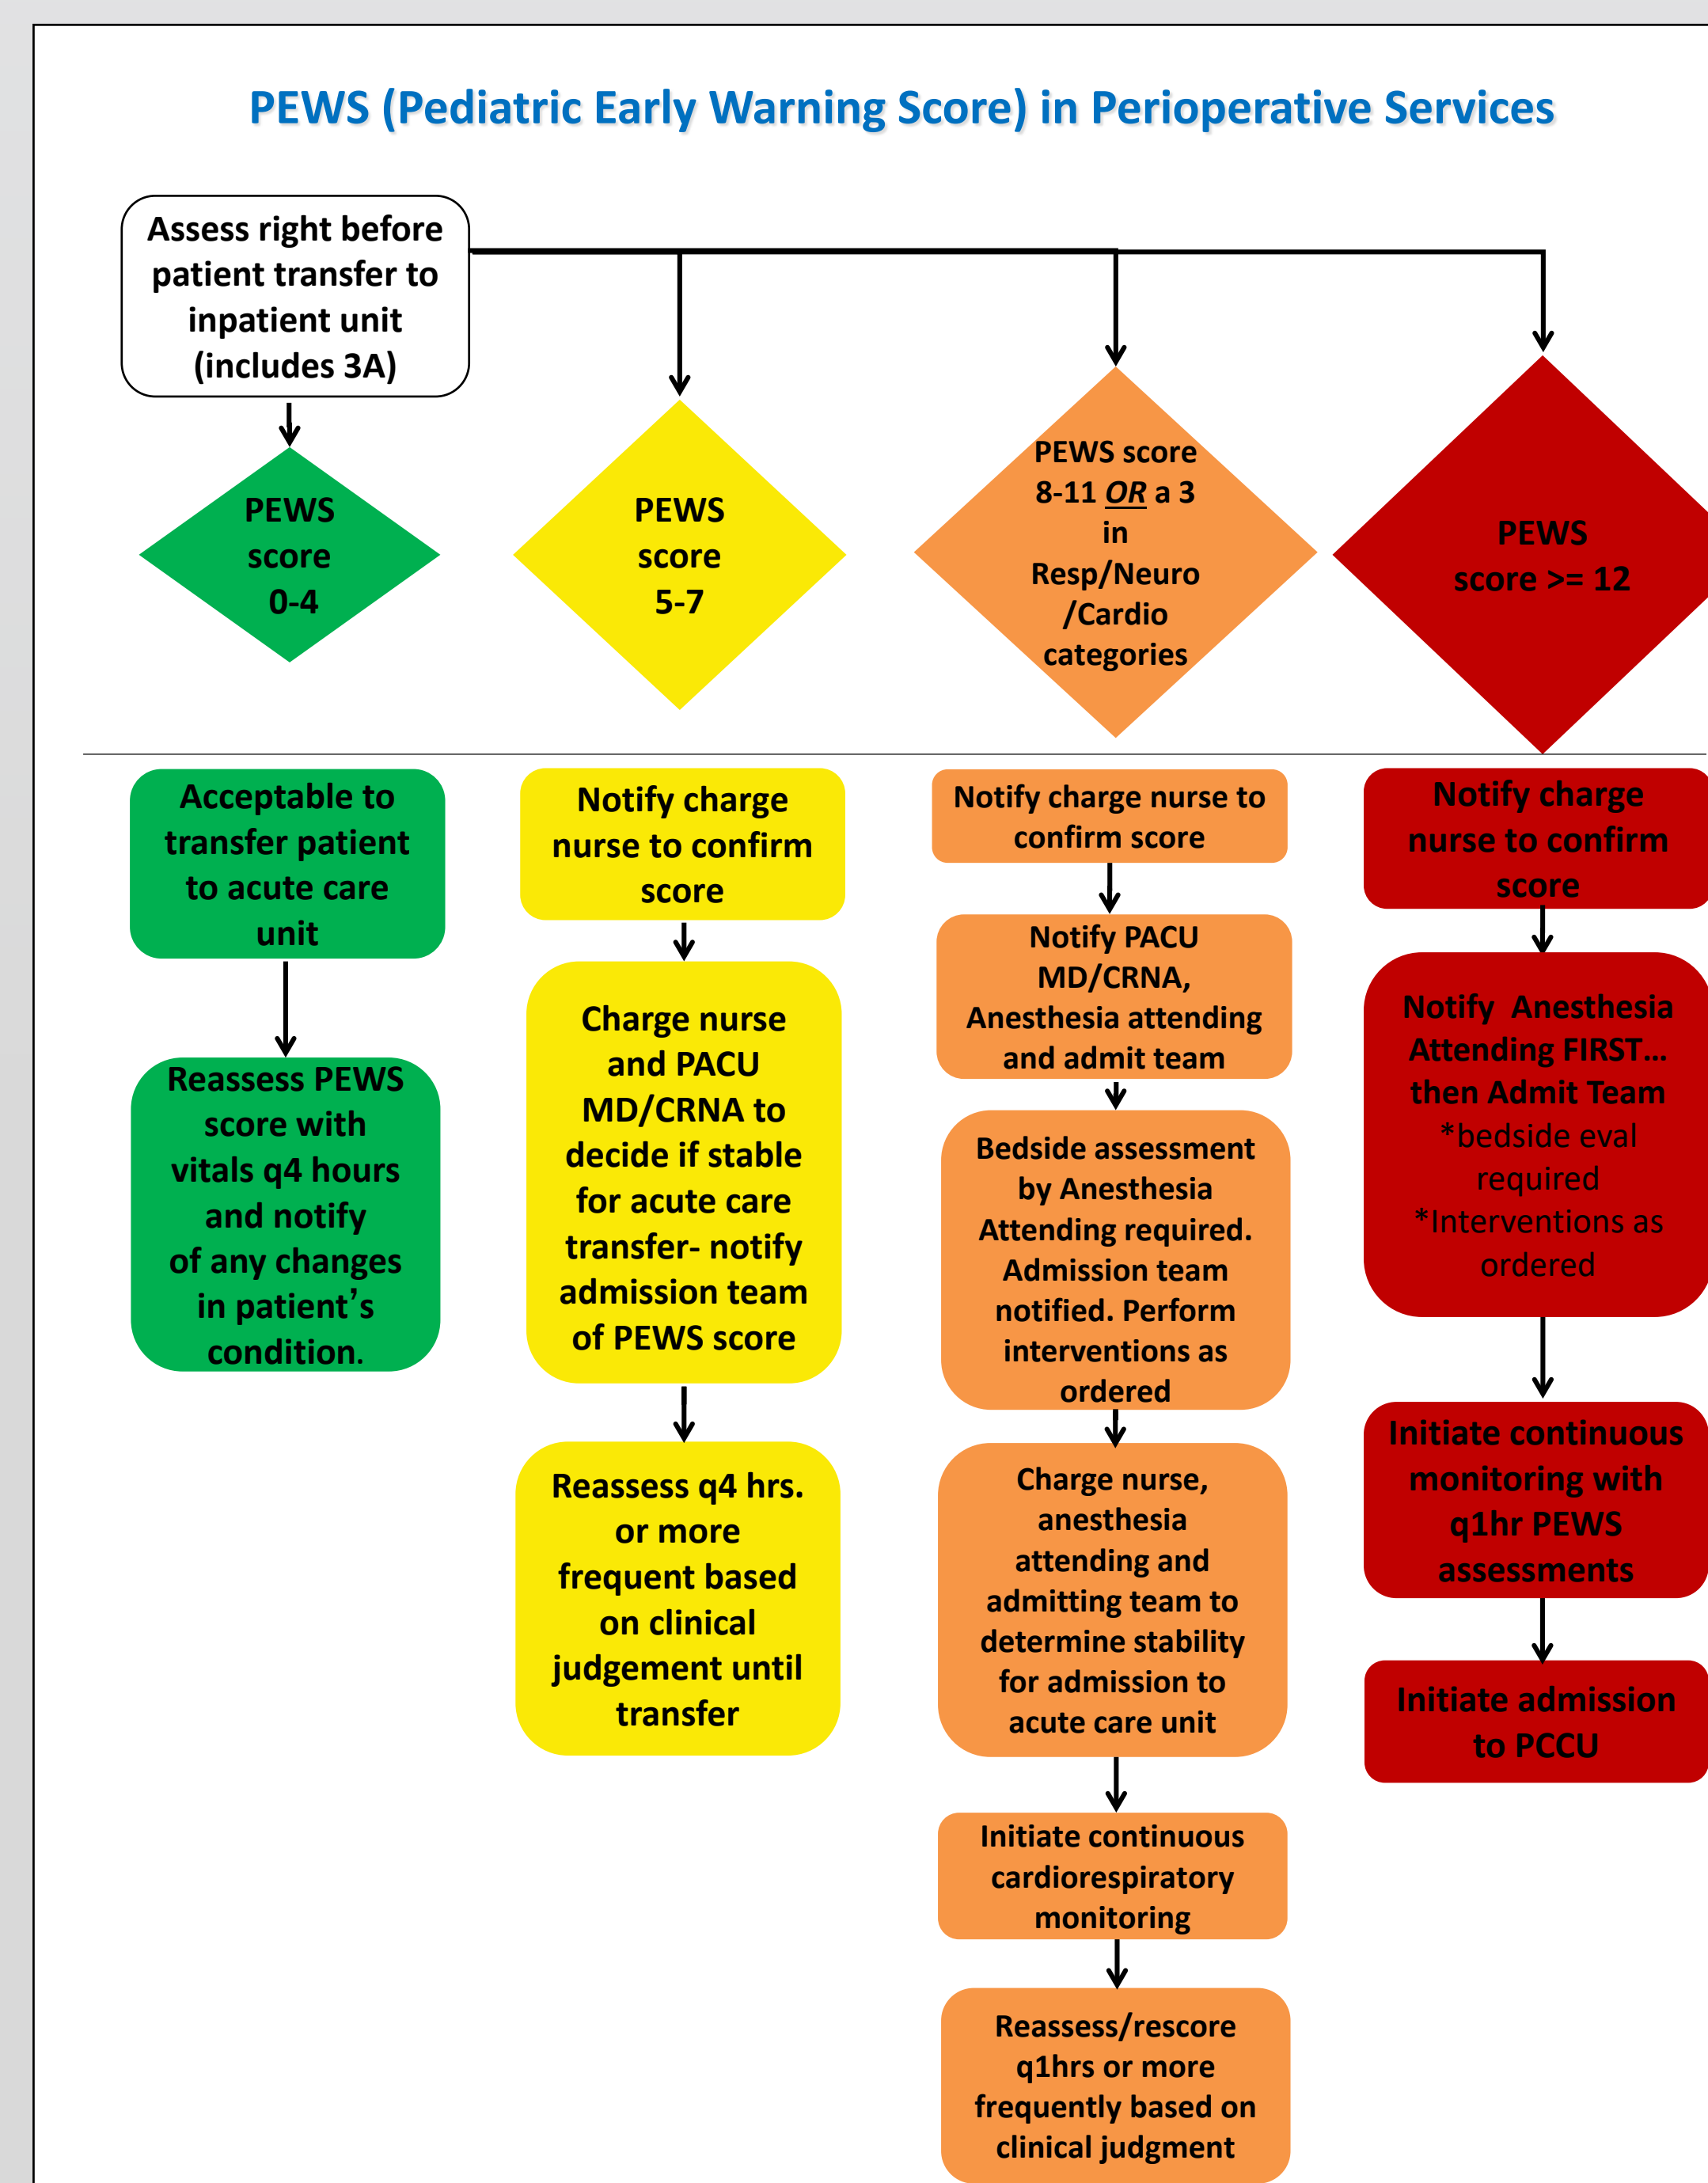 PEWS (Pediatric Early Warning Score) in Perioperative Services
Assess right before
patient transfer to
inpatient unit
(includes 3A)
PEWS
score
0-4
PEWS
score
5-7
PEWS score
8-11 OR a 3
in
Resp/Neuro
/Cardio
categories
PEWS
score >= 12
Acceptable to
transfer patient
to acute care
unit
Reassess PEWS
score with
vitals q4 hours
and notify
of any changes
in patient’s
condition.
Notify charge
nurse to confirm
score
Charge nurse
and PACU
MD/CRNA to
decide if stable
for acute care
transfer- notify
admission team
of PEWS score
Reassess q4 hrs.
or more
frequent based
on clinical
judgement until
transfer
Notify charge nurse to
confirm score
Notify PACU
MD/CRNA,
Anesthesia attending
and admit team
Bedside assessment
by Anesthesia
Attending required.
Admission team
notified. Perform
interventions as
ordered
Charge nurse,
anesthesia
attending and
admitting team to
determine stability
for admission to
acute care unit
Initiate continuous
cardiorespiratory
monitoring
Reassess/rescore
q1hrs or more
frequently based on
clinical judgment
Notify charge
nurse to confirm
score
Notify Anesthesia
Attending FIRST...
then Admit Team
*bedside eval
required
*Interventions as
ordered
Initiate continuous
monitoring with
q1hr PEWS
assessments
Initiate admission
to PCCU